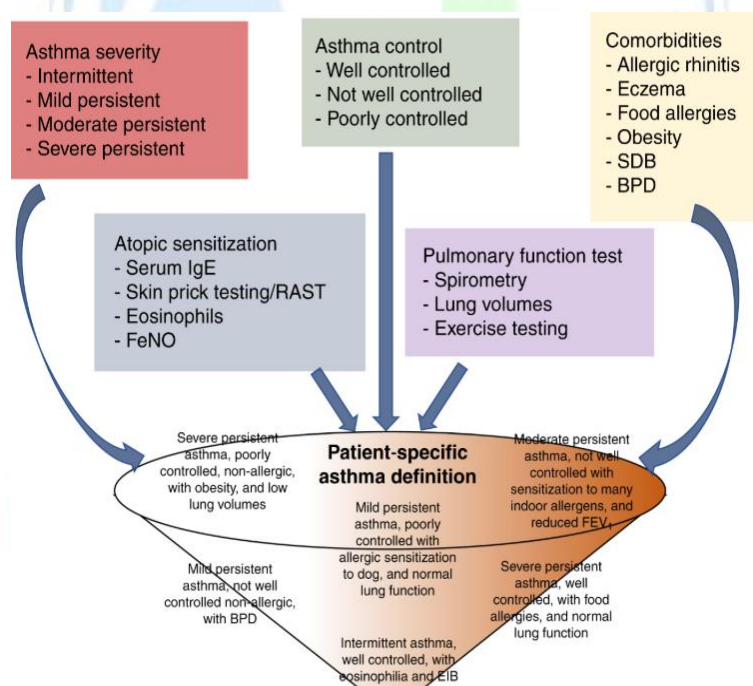 Asthma severity
- Intermittent
- Mild persistent
- Moderate persistent
- Severe persistent
Asthma control
- Well controlled
- Not well controlled
- Poorly controlled
Comorbidities
- Allergic rhinitis
- Eczema
- Food allergies
- Obesity
- SDB
- BPD
Atopic sensitization
- Serum IgE
- Skin prick testing/RAST
- Eosinophils
- FeNO
Pulmonary function test
- Spirometry
- Lung volumes
- Exercise testing
Patient-specific
asthma definition
Severe persistent
asthma, poorly
controlled, non-allergic,
with obesity, and low
lung volumes
Mild persistent
asthma, poorly
controlled with
allergic sensitization
to dog, and normal
lung function
Moderate persistent
asthma, not well
controlled with
sensitization to many
indoor allergens, and
reduced FEV₁
Mild persistent
asthma, not well
controlled non-allergic,
with BPD
Severe persistent
asthma, well
controlled, with food
allergies, and normal
lung function
Intermittent asthma,
well controlled, with
eosinophilia and EIB